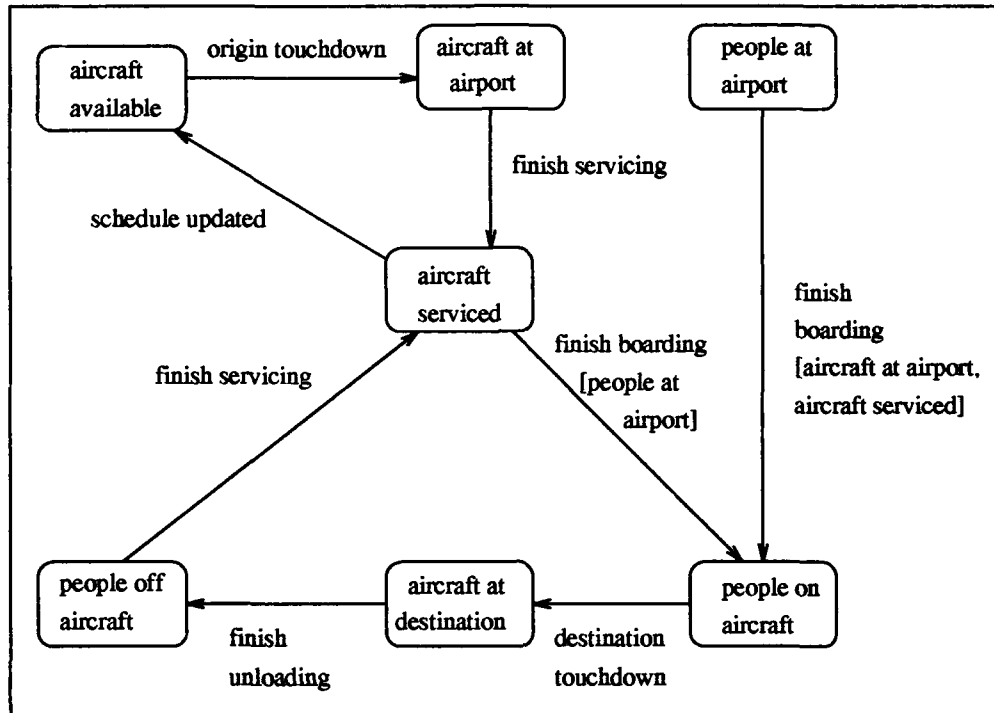 aircraft
available
origin touchdown
aircraft at
airport
people at
airport
finish servicing
schedule updated
aircraft
serviced
finish servicing
finish boarding
[people at
airport]
finish
boarding
[aircraft at airport,
aircraft serviced]
people off
aircraft
finish
unloading
aircraft at
destination
destination
touchdown
people on
aircraft